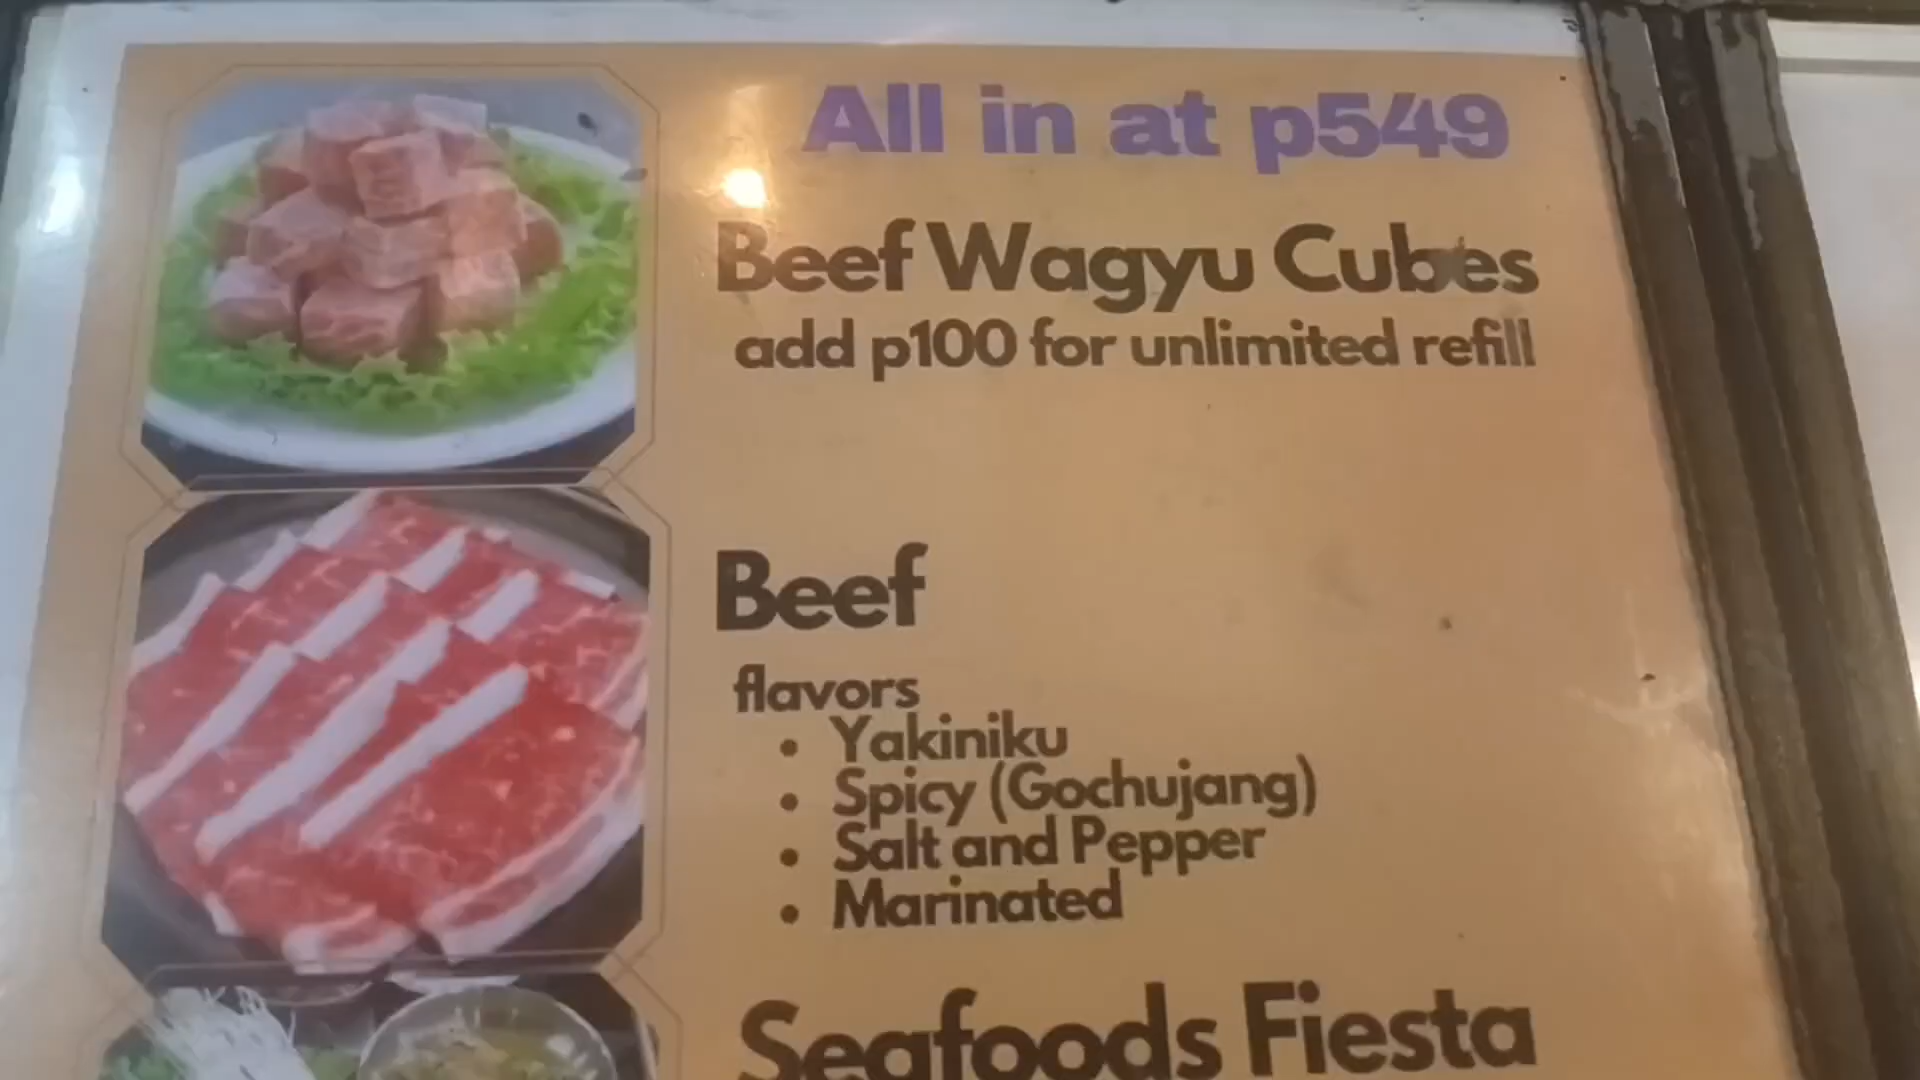 All in at p549
Beef Wagyu Cubes
add p100 for unlimited refill
Beef
flavors
• Yakiniku
• Spicy (Gochujang)
• Salt and Pepper
• Marinated
Seafoods Fiesta